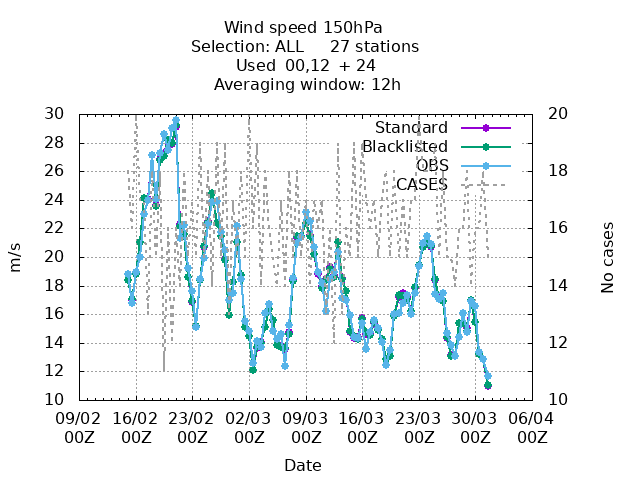 Wind speed 150hPa
Selection: ALL 27 stations
Used 00,12 + 24
Averaging window: 12h
30
28
26
24
22
20
18
16
14
12
10
20
18
16
14
12
10
Standard
Blacklisted
OBS
CASES
m/s
No cases
09/02 16/02 23/02 02/03 09/03 16/03 23/03 30/03 06/04
00Z 00Z 00Z 00Z 00Z 00Z 00Z 00Z 00Z
Date